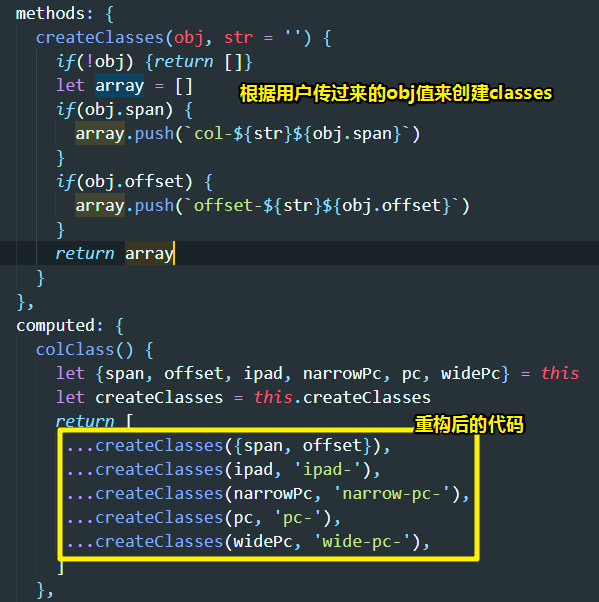 methods: {
createClasses(obj, str = '') {
if(!obj) {return []}
let array = []
根据用户传过来的obj值来创建classes
if(obj.span) {
array.push(`col-${str}${obj.span}`)
}
if(obj.offset) {
array.push(`offset-${str}${obj.offset}`)
}
return array
}
},
computed: {
colClass() {
let {span, offset, ipad, narrowPc, pc, widePc} = this
let createClasses = this.createClasses
return [
重构后的代码
...createClasses({span, offset}),
...createClasses(ipad, 'ipad-'),
...createClasses(narrowPc, 'narrow-pc-'),
...createClasses(pc, 'pc-'),
...createClasses(widePc, 'wide-pc-'),
]
},